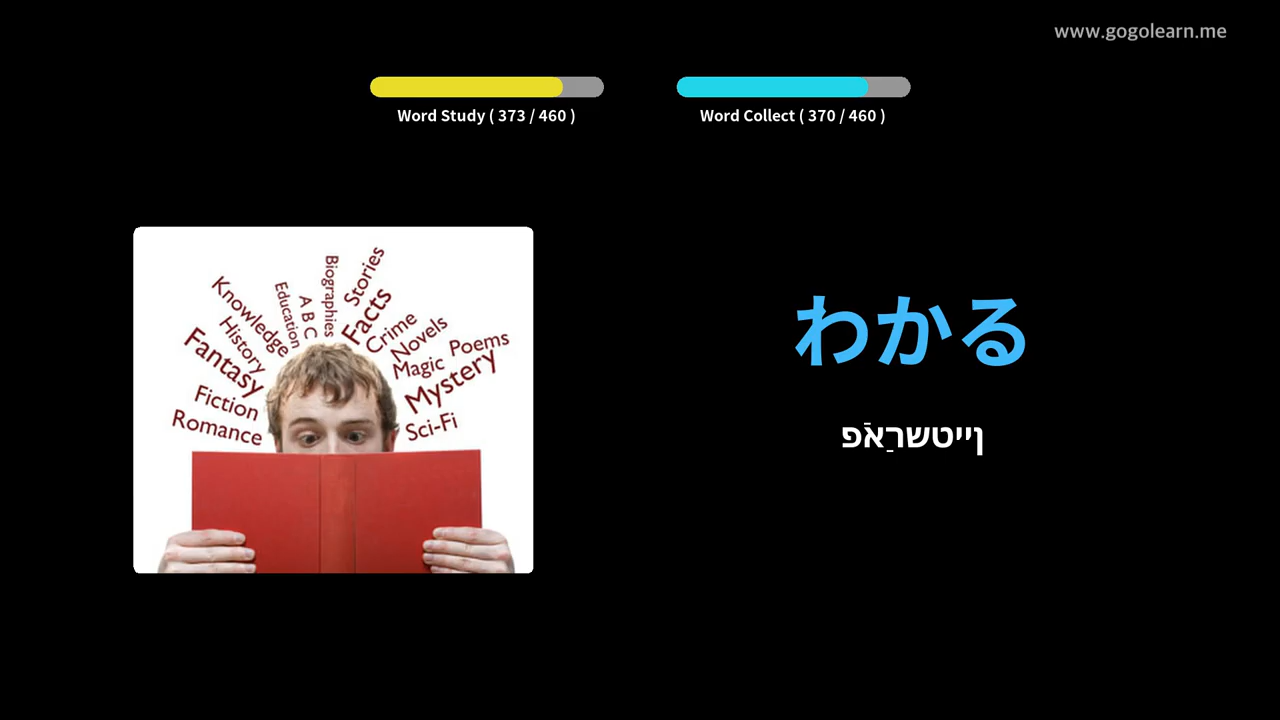 www.gogolearn.me
Word Study ( 373 / 460 )
Word Collect ( 370 / 460 )
Knowledge
History
Fantasy
Fiction
Romance
Education
A B C
Biographies
Stories
Facts
Crime
Novels
Magic
Poems
Mystery
Sci-Fi
わかる
פֿאַרשטיין